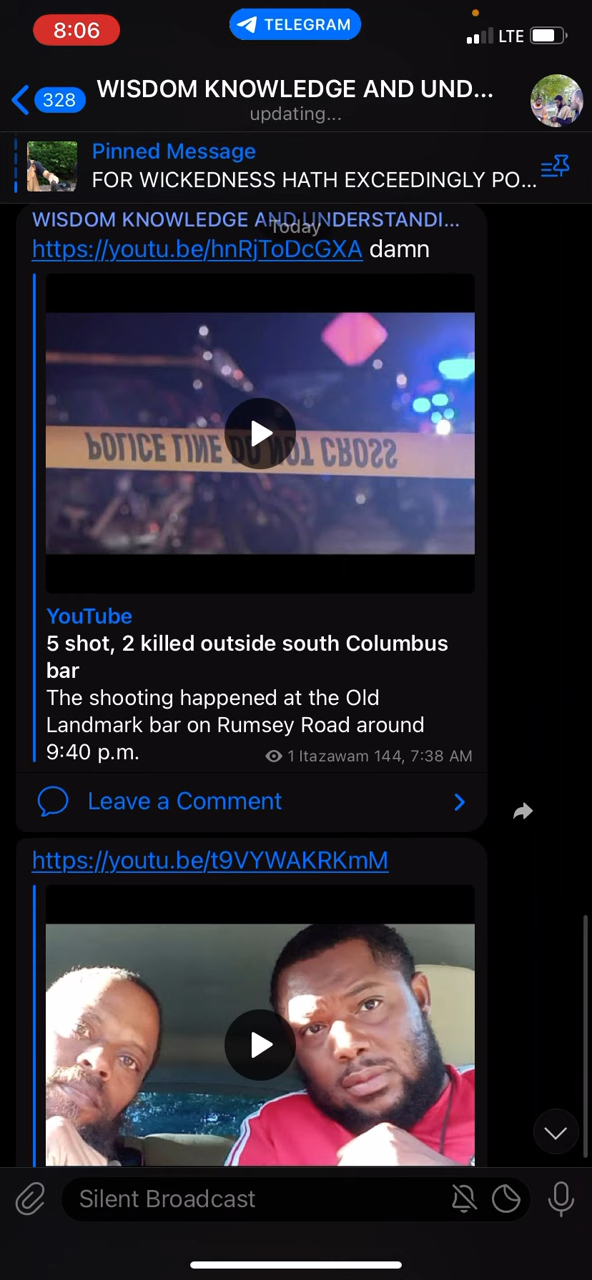 8:06
TELEGRAM
LTE
328
WISDOM KNOWLEDGE AND UND...
updating...
Pinned Message
FOR WICKEDNESS HATH EXCEEDINGLY PO...
WISDOM KNOWLEDGE AND UNDERSTANDI...
Today
https://youtu.be/hnRjToDcGXA damn
POLICE LINE DO NOT CROSS
YouTube
5 shot, 2 killed outside south Columbus
bar
The shooting happened at the Old
Landmark bar on Rumsey Road around
9:40 p.m.
1 Itazawam 144, 7:38 AM
Leave a Comment
https://youtu.be/t9VYWAKRKmM
Silent Broadcast